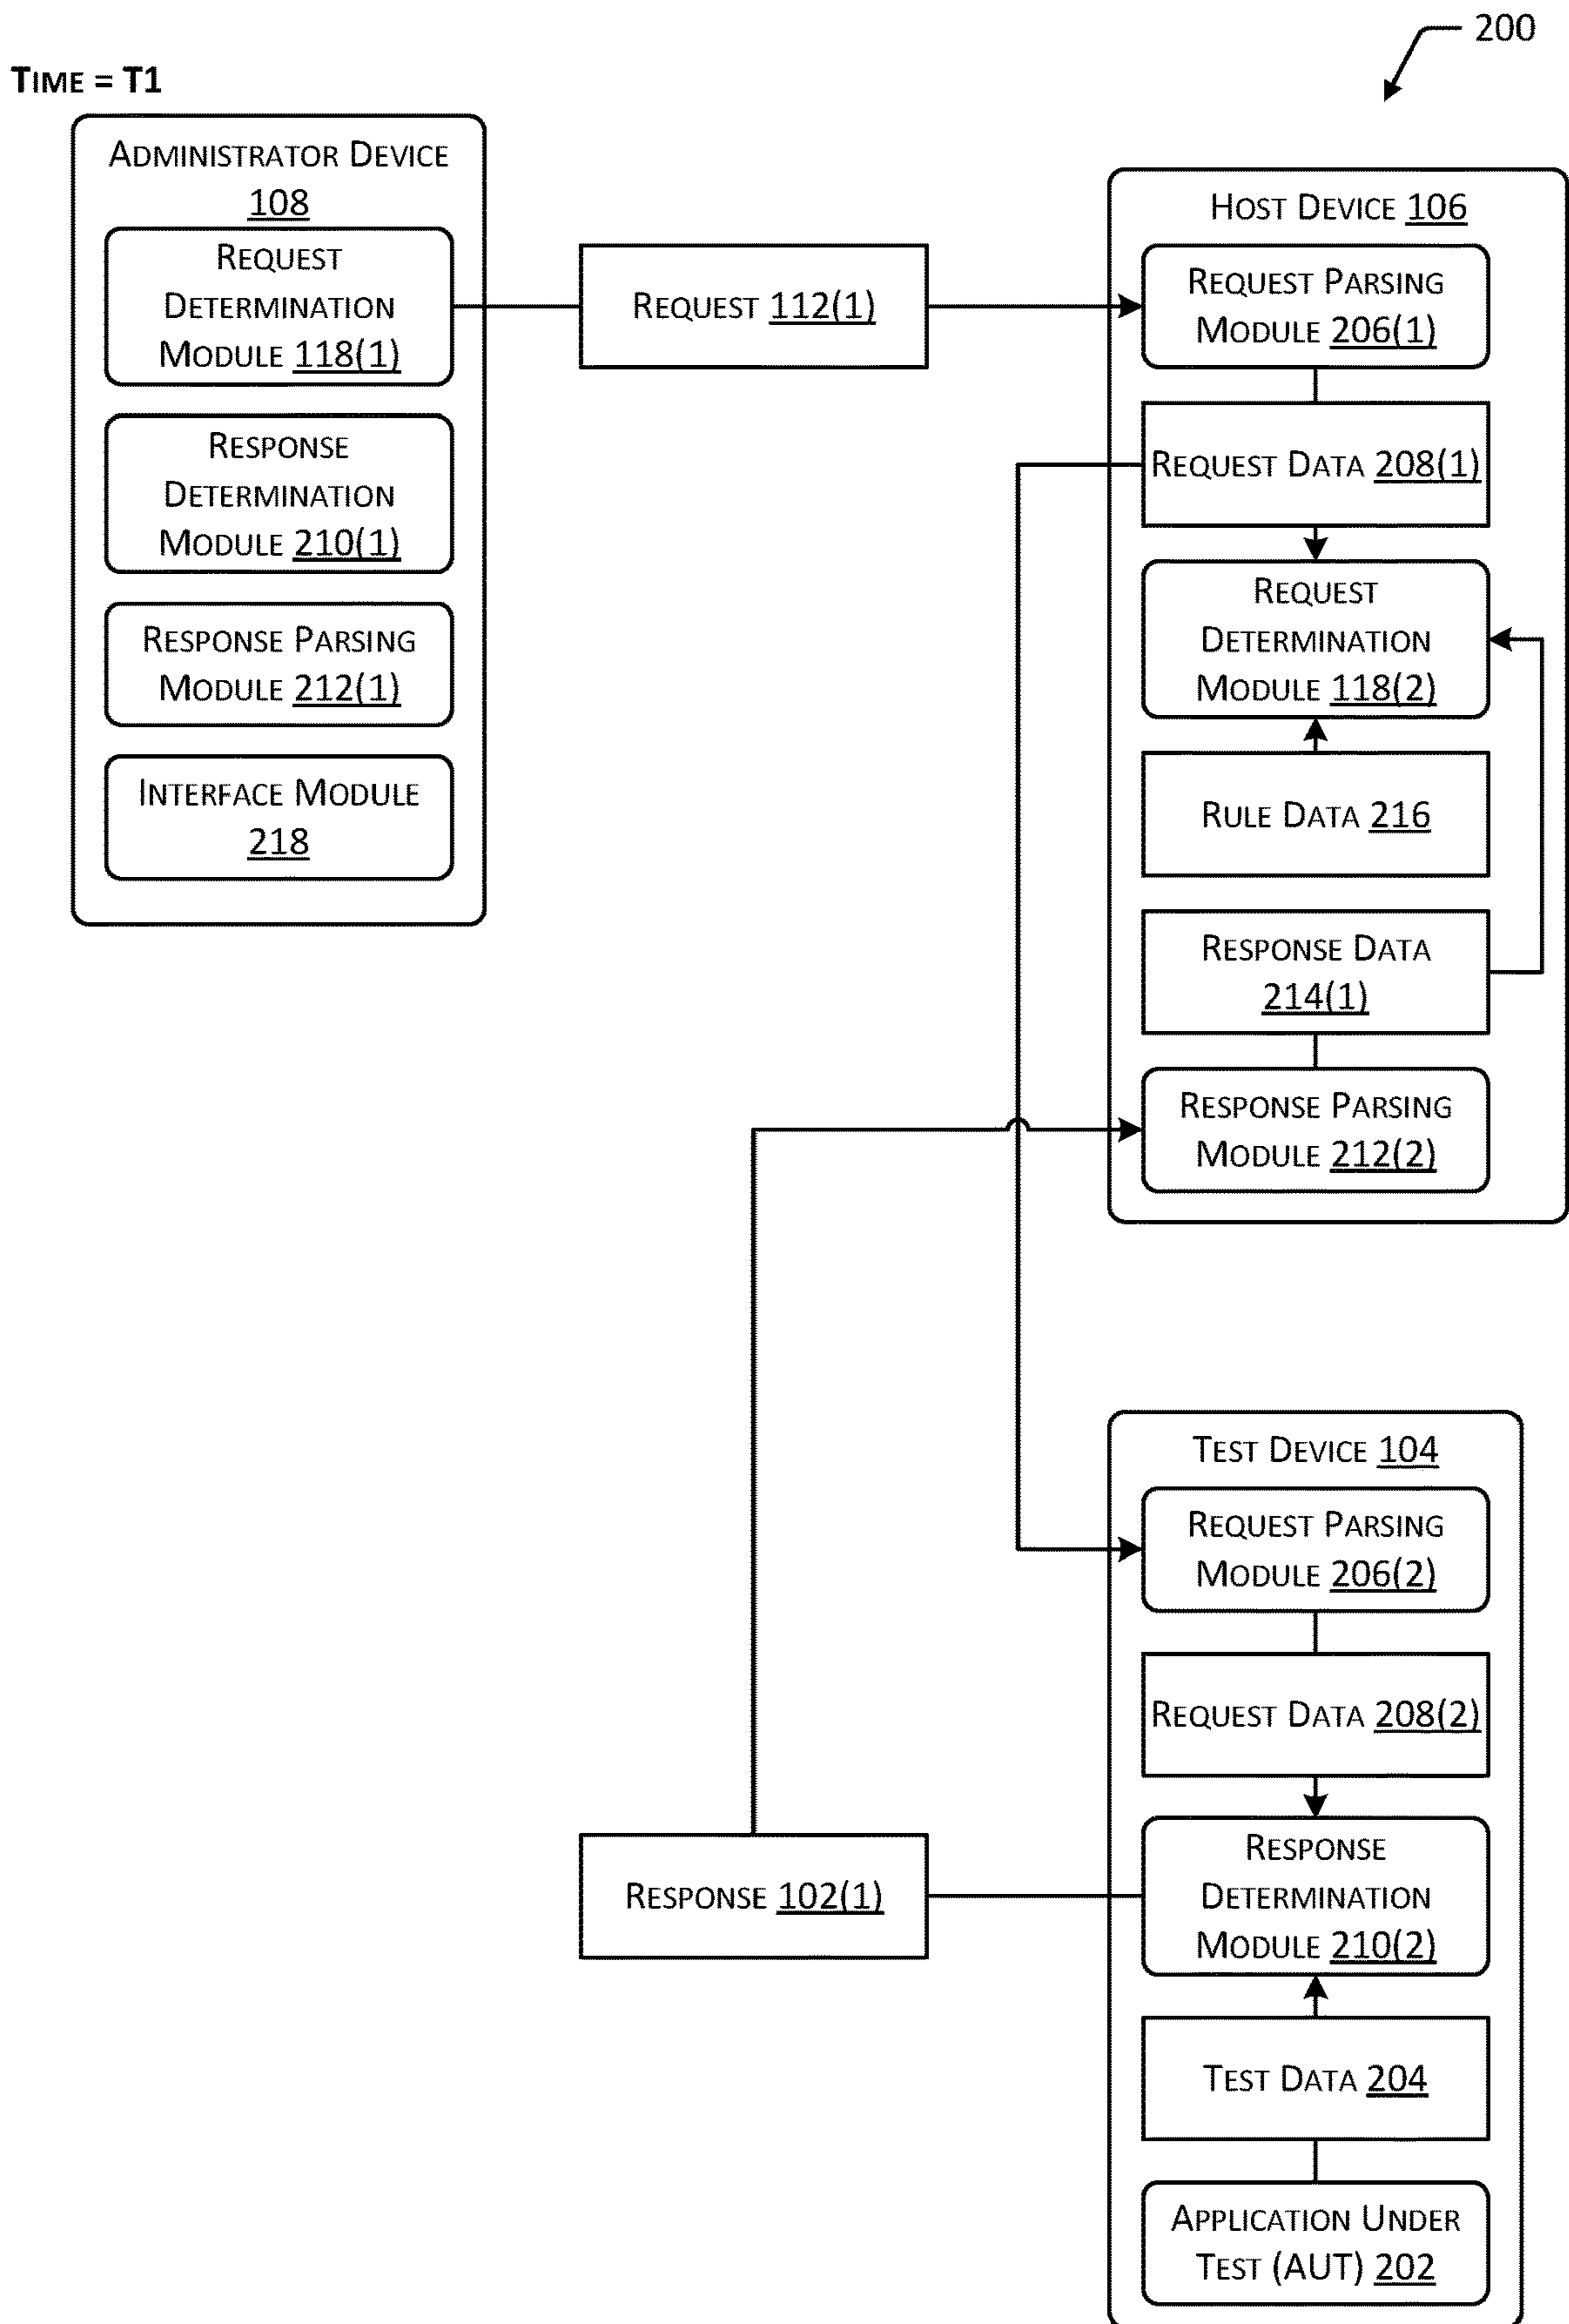 200
TIME = T1
ADMINISTRATOR DEVICE
108
REQUEST
DETERMINATION
MODULE 118(1)
RESPONSE
DETERMINATION
MODULE 210(1)
RESPONSE PARSING
MODULE 212(1)
INTERFACE MODULE
218
REQUEST 112(1)
HOST DEVICE 106
REQUEST PARSING
MODULE 206(1)
REQUEST DATA 208(1)
REQUEST
DETERMINATION
MODULE 118(2)
RULE DATA 216
RESPONSE DATA
214(1)
RESPONSE PARSING
MODULE 212(2)
TEST DEVICE 104
REQUEST PARSING
MODULE 206(2)
REQUEST DATA 208(2)
RESPONSE
DETERMINATION
MODULE 210(2)
RESPONSE 102(1)
TEST DATA 204
APPLICATION UNDER
TEST (AUT) 202